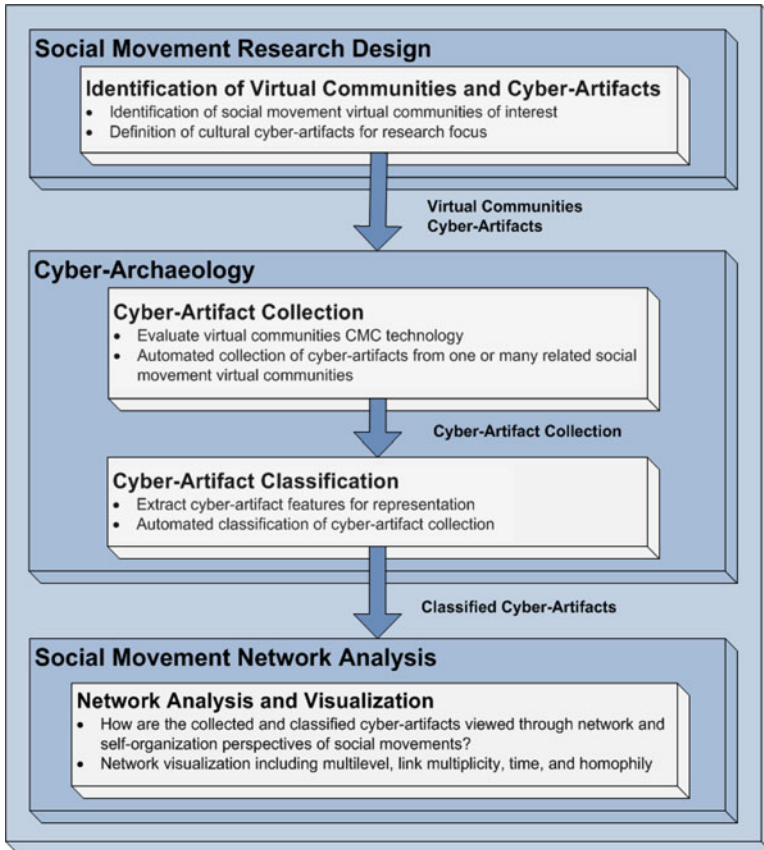 Social Movement Research Design
Identification of Virtual Communities and Cyber-Artifacts
• Identification of social movement virtual communities of interest
• Definition of cultural cyber-artifacts for research focus
Virtual Communities
Cyber-Artifacts
Cyber-Archaeology
Cyber-Artifact Collection
• Evaluate virtual communities CMC technology
• Automated collection of cyber-artifacts from one or many related social
movement virtual communities
Cyber-Artifact Collection
Cyber-Artifact Classification
• Extract cyber-artifact features for representation
• Automated classification of cyber-artifact collection
Classified Cyber-Artifacts
Social Movement Network Analysis
Network Analysis and Visualization
• How are the collected and classified cyber-artifacts viewed through network and
self-organization perspectives of social movements?
• Network visualization including multilevel, link multiplicity, time, and homophily